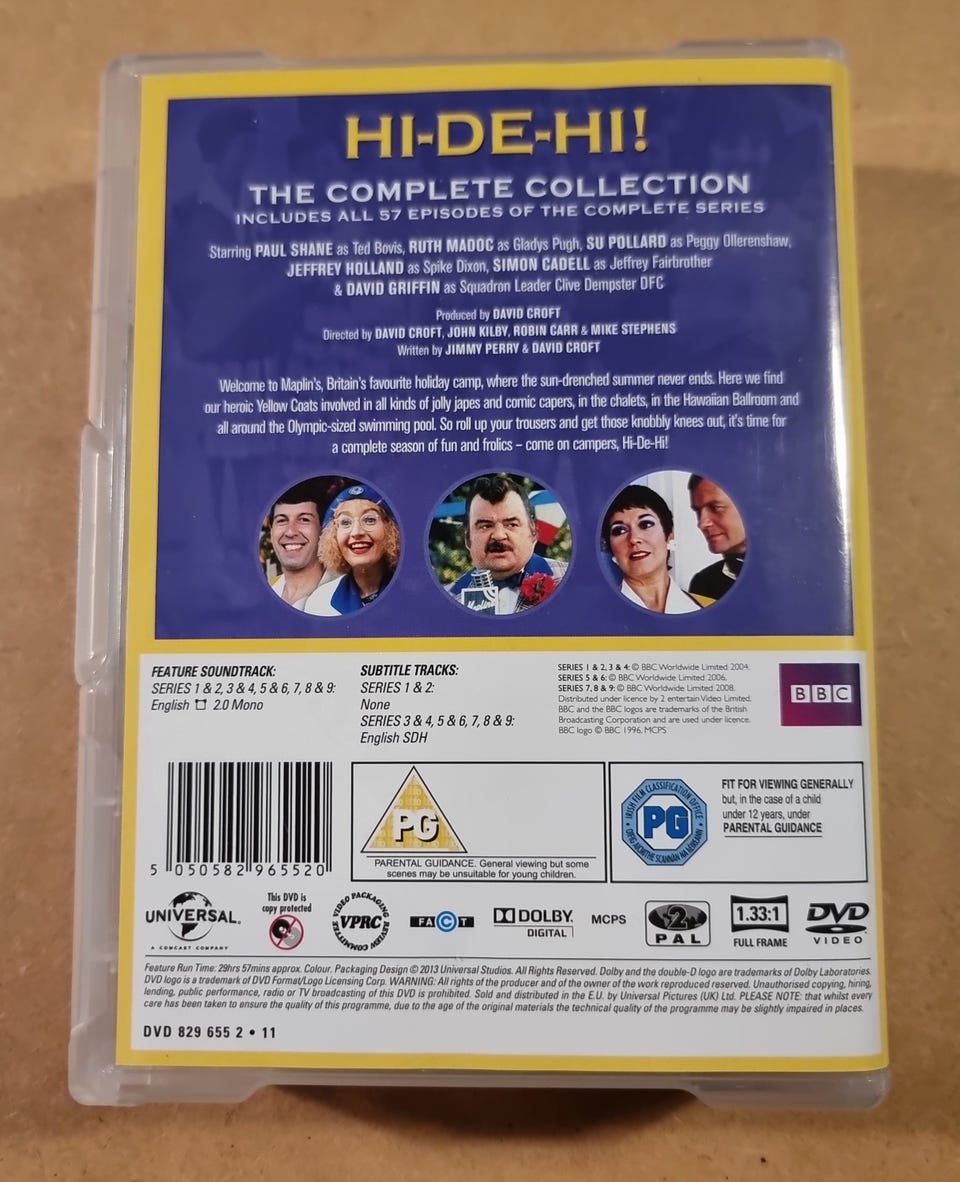 HI-DE-HI!
THE COMPLETE COLLECTION
INCLUDES ALL 57 EPISODES OF THE COMPLETE SERIES
Starring PAUL SHANE as Ted Bovis, RUTH MADOC as Gladys Pugh, SU POLLARD as Peggy Ollerenshaw,
JEFFREY HOLLAND as Spike Dixon, SIMON CADELL as Jeffrey Fairbrother
& DAVID GRIFFIN as Squadron Leader Clive Dempster DFC
Produced by DAVID CROFT
Directed by DAVID CROFT, JOHN KILBY, ROBIN CARR & MIKE STEPHENS
Written by JIMMY PERRY & DAVID CROFT
Welcome to Maplin's, Britain's favourite holiday camp, where the sun-drenched summer never ends. Here we find
our heroic Yellow Coats involved in all kinds of jolly japes and comic capers, in the chalets, in the Hawaiian Ballroom and
all around the Olympic-sized swimming pool. So roll up your trousers and get those knobbly knees out, it's time for
a complete season of fun and frolics – come on campers, Hi-De-Hi!
Maplin
FEATURE SOUNDTRACK:
SERIES 1 & 2, 3 & 4, 5 & 6, 7, 8 & 9:
English 2.0 Mono
SUBTITLE TRACKS:
SERIES 1 & 2:
None
SERIES 3 & 4, 5 & 6, 7, 8 & 9:
English SDH
SERIES 1 & 2, 3 & 4: © BBC Worldwide Limited 2004.
SERIES 5 & 6: © BBC Worldwide Limited 2006.
SERIES 7, 8 & 9: © BBC Worldwide Limited 2008.
Distributed under licence by 2 entertain Video Limited.
BBC and the BBC logos are trademarks of the British
Broadcasting Corporation and are used under licence.
BBC logo © BBC 1996. MCPS
BBC
5 050582 965520
PG
PARENTAL GUIDANCE. General viewing but some
scenes may be unsuitable for young children.
IRISH FILM CLASSIFICATION OFFICE
PG
FIT FOR VIEWING GENERALLY
but, in the case of a child
under 12 years, under
PARENTAL GUIDANCE
UNIVERSAL
A COMCAST COMPANY
This DVD is
copy protected
VIDEO PACKAGING REVIEW COMMITTEE
VPRC
FACT
DOLBY
DIGITAL
MCPS
2
PAL
1.33:1
FULL FRAME
DVD
VIDEO
Feature Run Time: 29hrs 57mins approx. Colour. Packaging Design © 2013 Universal Studios. All Rights Reserved. Dolby and the double-D logo are trademarks of Dolby Laboratories.
DVD logo is a trademark of DVD Format/Logo Licensing Corp. WARNING: All rights of the producer and of the owner of the work reproduced reserved. Unauthorised copying, hiring,
lending, public performance, radio or TV broadcasting of this DVD is prohibited. Sold and distributed in the E.U. by Universal Pictures (UK) Ltd. PLEASE NOTE: that whilst every
care has been taken to ensure the quality of this programme, due to the age of the original materials the technical quality of the programme may be slightly impaired in places.
DVD 829 655 2 • 11